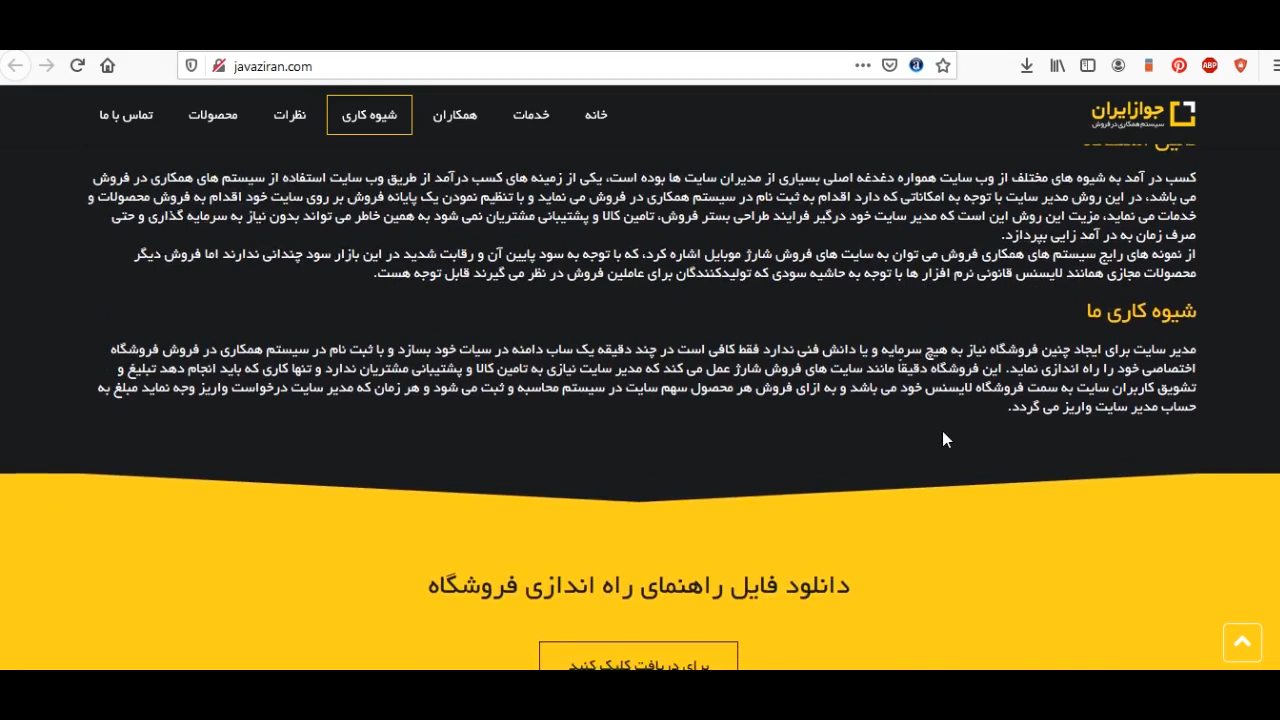 javaziran.com
ABP
جوازایران
سیستم همکاری در فروش
خانه
خدمات
همکاران
شیوه کاری
نظرات
محصولات
تماس با ما
کسب در آمد به شیوه های مختلف از وب سایت همواره دغدغه اصلی بسیاری از مدیران سایت ها بوده است، یکی از زمینه های کسب درآمد از طریق وب سایت استفاده از سیستم های همکاری در فروش
می باشد، در این روش مدیر سایت با توجه به امکاناتی که دارد اقدام به ثبت نام در سیستم همکاری در فروش می نماید و با تنظیم نمودن یک پایانه فروش بر روی سایت خود اقدام به فروش محصولات و
خدمات می نماید، مزیت این روش این است که مدیر سایت خود درگیر فرایند طراحی بستر فروش، تامین کالا و پشتیبانی مشتریان نمی شود به همین خاطر می تواند بدون نیاز به سرمایه گذاری و حتی
صرف زمان به در آمد زایی بپردازد.
از نمونه های رایج سیستم های همکاری فروش می توان به سایت های فروش شارژ موبایل اشاره کرد، که با توجه به سود پایین آن و رقابت شدید در این بازار سود چندانی ندارند اما فروش دیگر
محصولات مجازی همانند لایسنس قانونی نرم افزار ها با توجه به حاشیه سودی که تولیدکنندگان برای عاملین فروش در نظر می گیرند قابل توجه هست.
شیوه کاری ما
مدیر سایت برای ایجاد چنین فروشگاه نیاز به هیچ سرمایه و یا دانش فنی ندارد فقط کافی است در چند دقیقه یک ساب دامنه در سیات خود بسازد و با ثبت نام در سیستم همکاری در فروش فروشگاه
اختصاصی خود را راه اندازی نماید. این فروشگاه دقیقاً مانند سایت های فروش شارژ عمل می کند که مدیر سایت نیازی به تامین کالا و پشتیبانی مشتریان ندارد و تنها کاری که باید انجام دهد تبلیغ و
تشویق کاربران سایت به سمت فروشگاه لایسنس خود می باشد و به ازای فروش هر محصول سهم سایت در سیستم محاسبه و ثبت می شود و هر زمان که مدیر سایت درخواست واریز وجه نماید مبلغ به
حساب مدیر سایت واریز می گردد.
دانلود فایل راهنمای راه اندازی فروشگاه
برای دریافت کلیک کنید